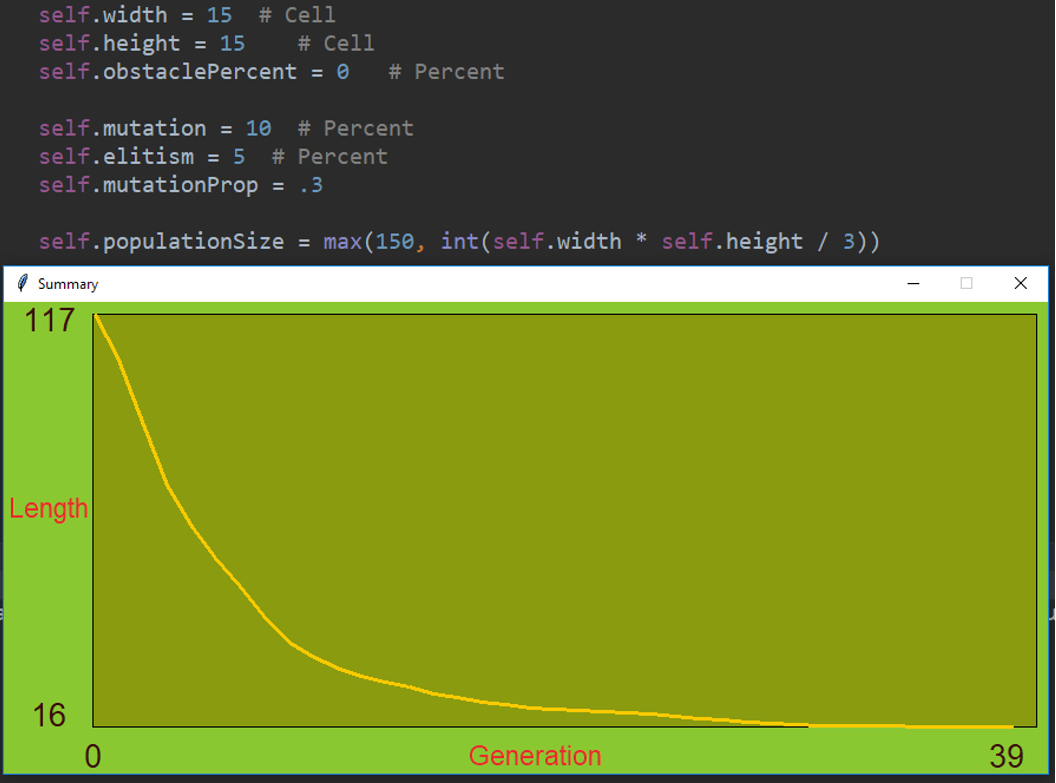 self.width = 15  # Cell
self.height = 15    # Cell
self.obstaclePercent = 0   # Percent
self.mutation = 10  # Percent
self.elitism = 5  # Percent
self.mutationProp = .3
self.populationSize = max(150, int(self.width * self.height / 3))
Summary
117
Length
16
0
Generation
39